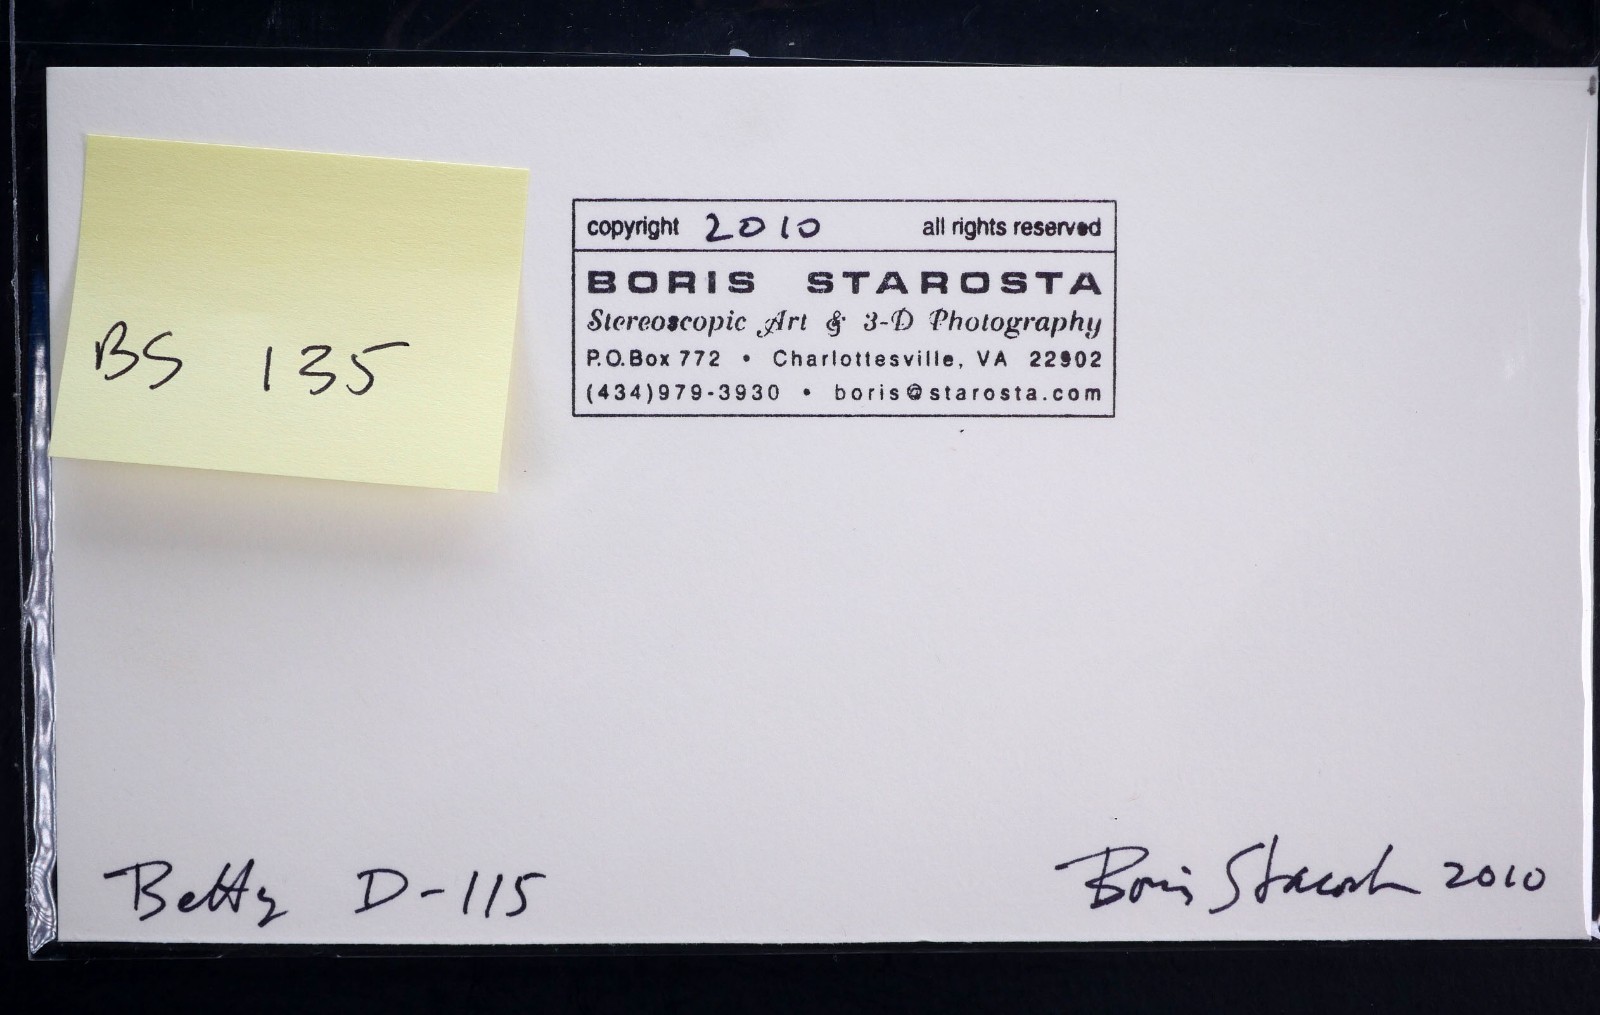 BS 135
copyright 2010 all rights reserved
BORIS STAROSTA
Stereoscopic Art & 3-D Photography
P.O.Box 772 • Charlottesville, VA 22902
(434)979-3930 • boris@starosta.com
Betty D-115
Boris Starosta 2010